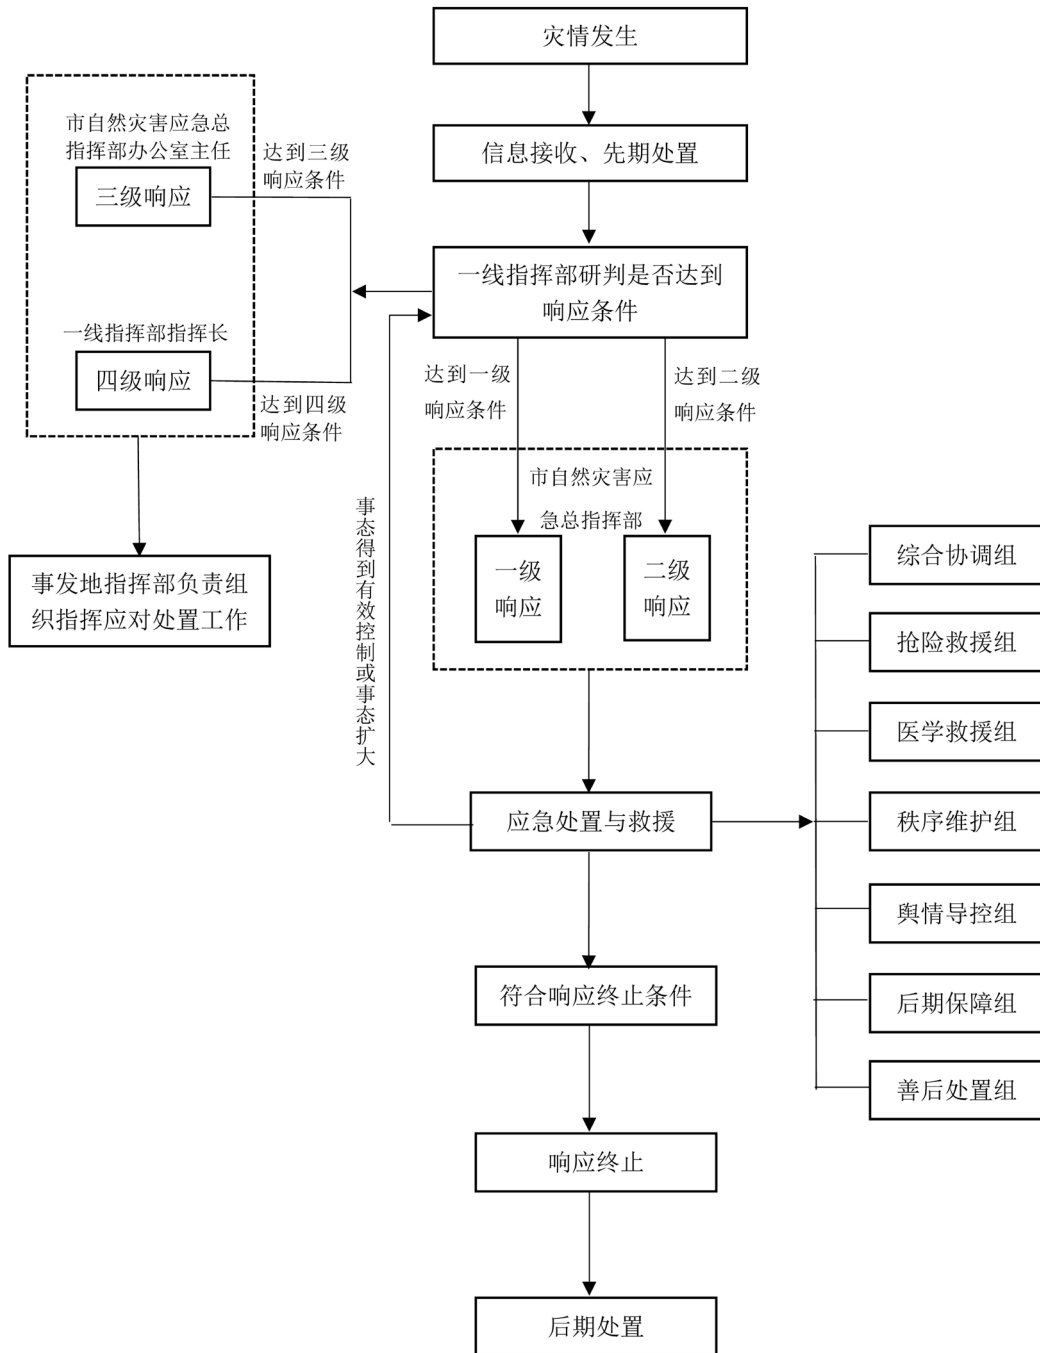 灾情发生
信息接收、先期处置
一线指挥部研判是否达到
响应条件
市自然灾害应急总
指挥部办公室主任
三级响应
达到三级
响应条件
一线指挥部指挥长
四级响应
达到四级
响应条件
事发地指挥部负责组
织指挥应对处置工作
达到一级
响应条件
达到二级
响应条件
市自然灾害应
急总指挥部
一级
响应
二级
响应
事态得到有效控制或事态扩大
应急处置与救援
综合协调组
抢险救援组
医学救援组
秩序维护组
舆情导控组
后期保障组
善后处置组
符合响应终止条件
响应终止
后期处置